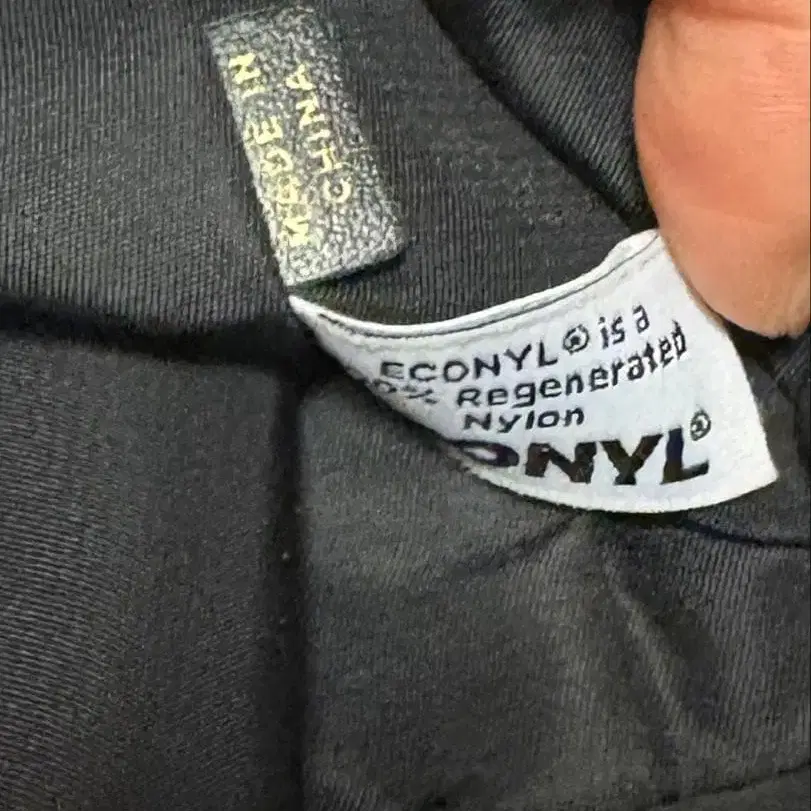 MADE IN
CHINA
ECONYL® is a
% Regenerated
Nylon
ONYL®